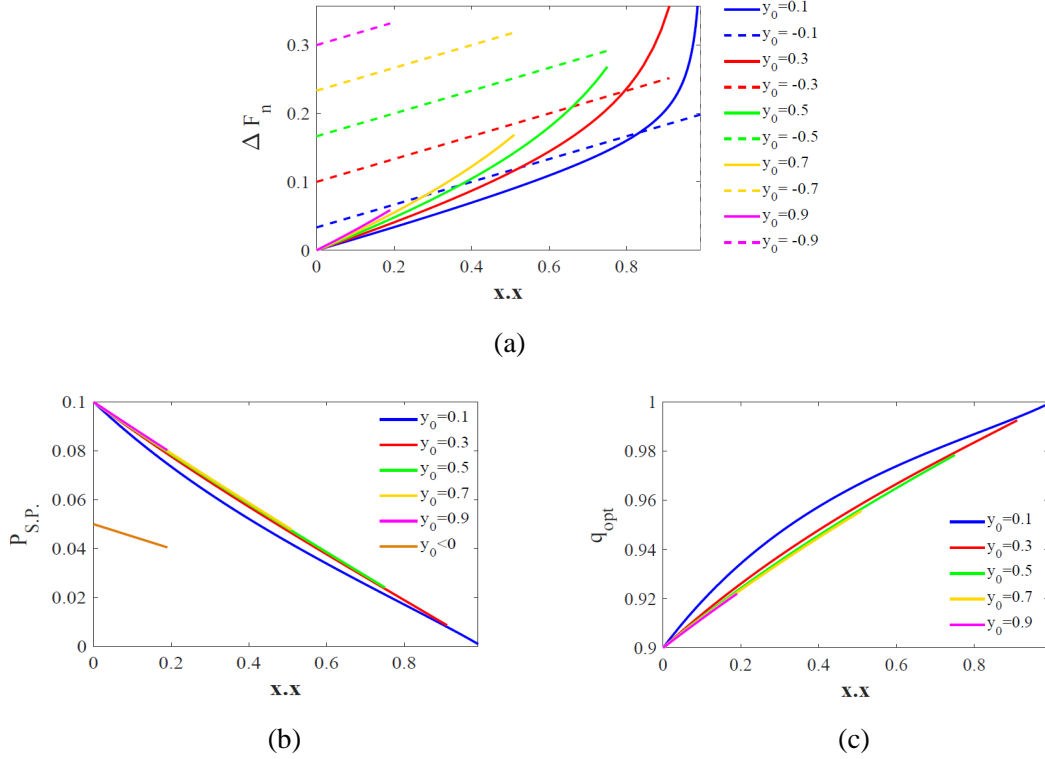 y_0=0.1
y_0= -0.1
y_0=0.3
y_0= -0.3
y_0=0.5
y_0= -0.5
y_0=0.7
y_0= -0.7
y_0=0.9
y_0= -0.9
0.3
0.2
0.1
0
Δ F_n
0 0.2 0.4 0.6 0.8
x.x
(a)
0.1
0.08
0.06
0.04
0.02
0
P_{S.P.}
y_0=0.1
y_0=0.3
y_0=0.5
y_0=0.7
y_0=0.9
y_0<0
0 0.2 0.4 0.6 0.8
x.x
(b)
1
0.98
0.96
0.94
0.92
0.9
q_{opt}
y_0=0.1
y_0=0.3
y_0=0.5
y_0=0.7
y_0=0.9
0 0.2 0.4 0.6 0.8
x.x
(c)